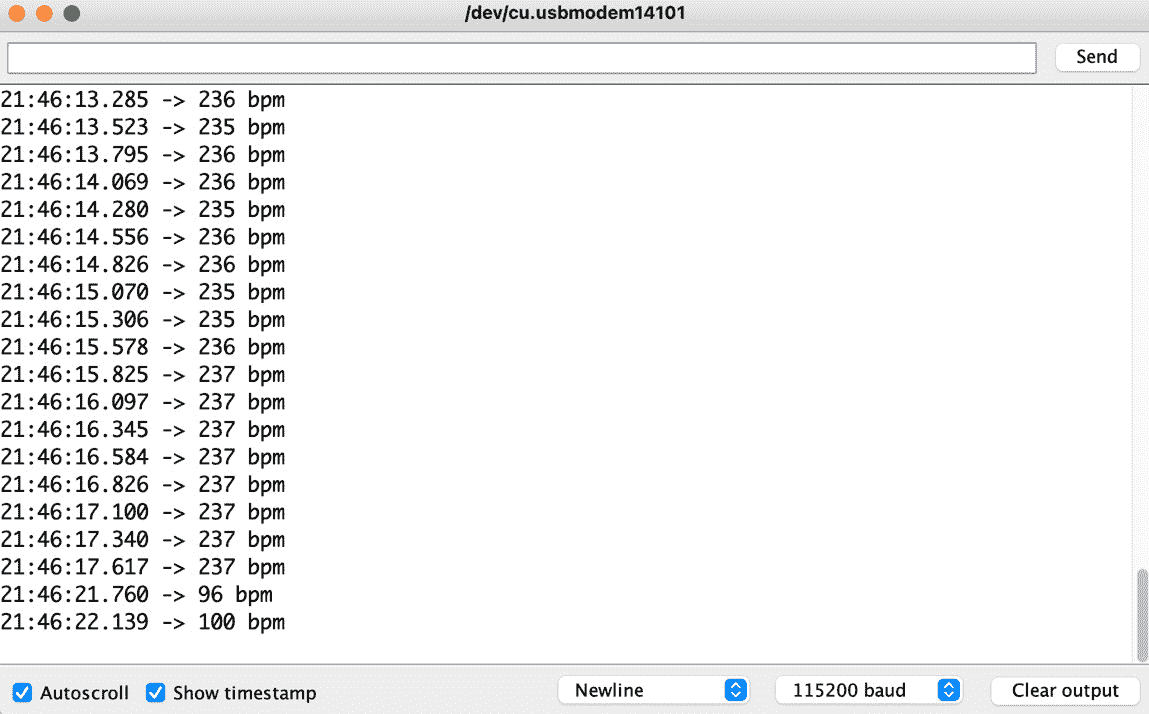 /dev/cu.usbmodem14101
Send
21:46:13.285 -> 236 bpm
21:46:13.523 -> 235 bpm
21:46:13.795 -> 236 bpm
21:46:14.069 -> 236 bpm
21:46:14.280 -> 235 bpm
21:46:14.556 -> 236 bpm
21:46:14.826 -> 236 bpm
21:46:15.070 -> 235 bpm
21:46:15.306 -> 235 bpm
21:46:15.578 -> 236 bpm
21:46:15.825 -> 237 bpm
21:46:16.097 -> 237 bpm
21:46:16.345 -> 237 bpm
21:46:16.584 -> 237 bpm
21:46:16.826 -> 237 bpm
21:46:17.100 -> 237 bpm
21:46:17.340 -> 237 bpm
21:46:17.617 -> 237 bpm
21:46:21.760 -> 96 bpm
21:46:22.139 -> 100 bpm
Autoscroll Show timestamp Newline 115200 baud Clear output